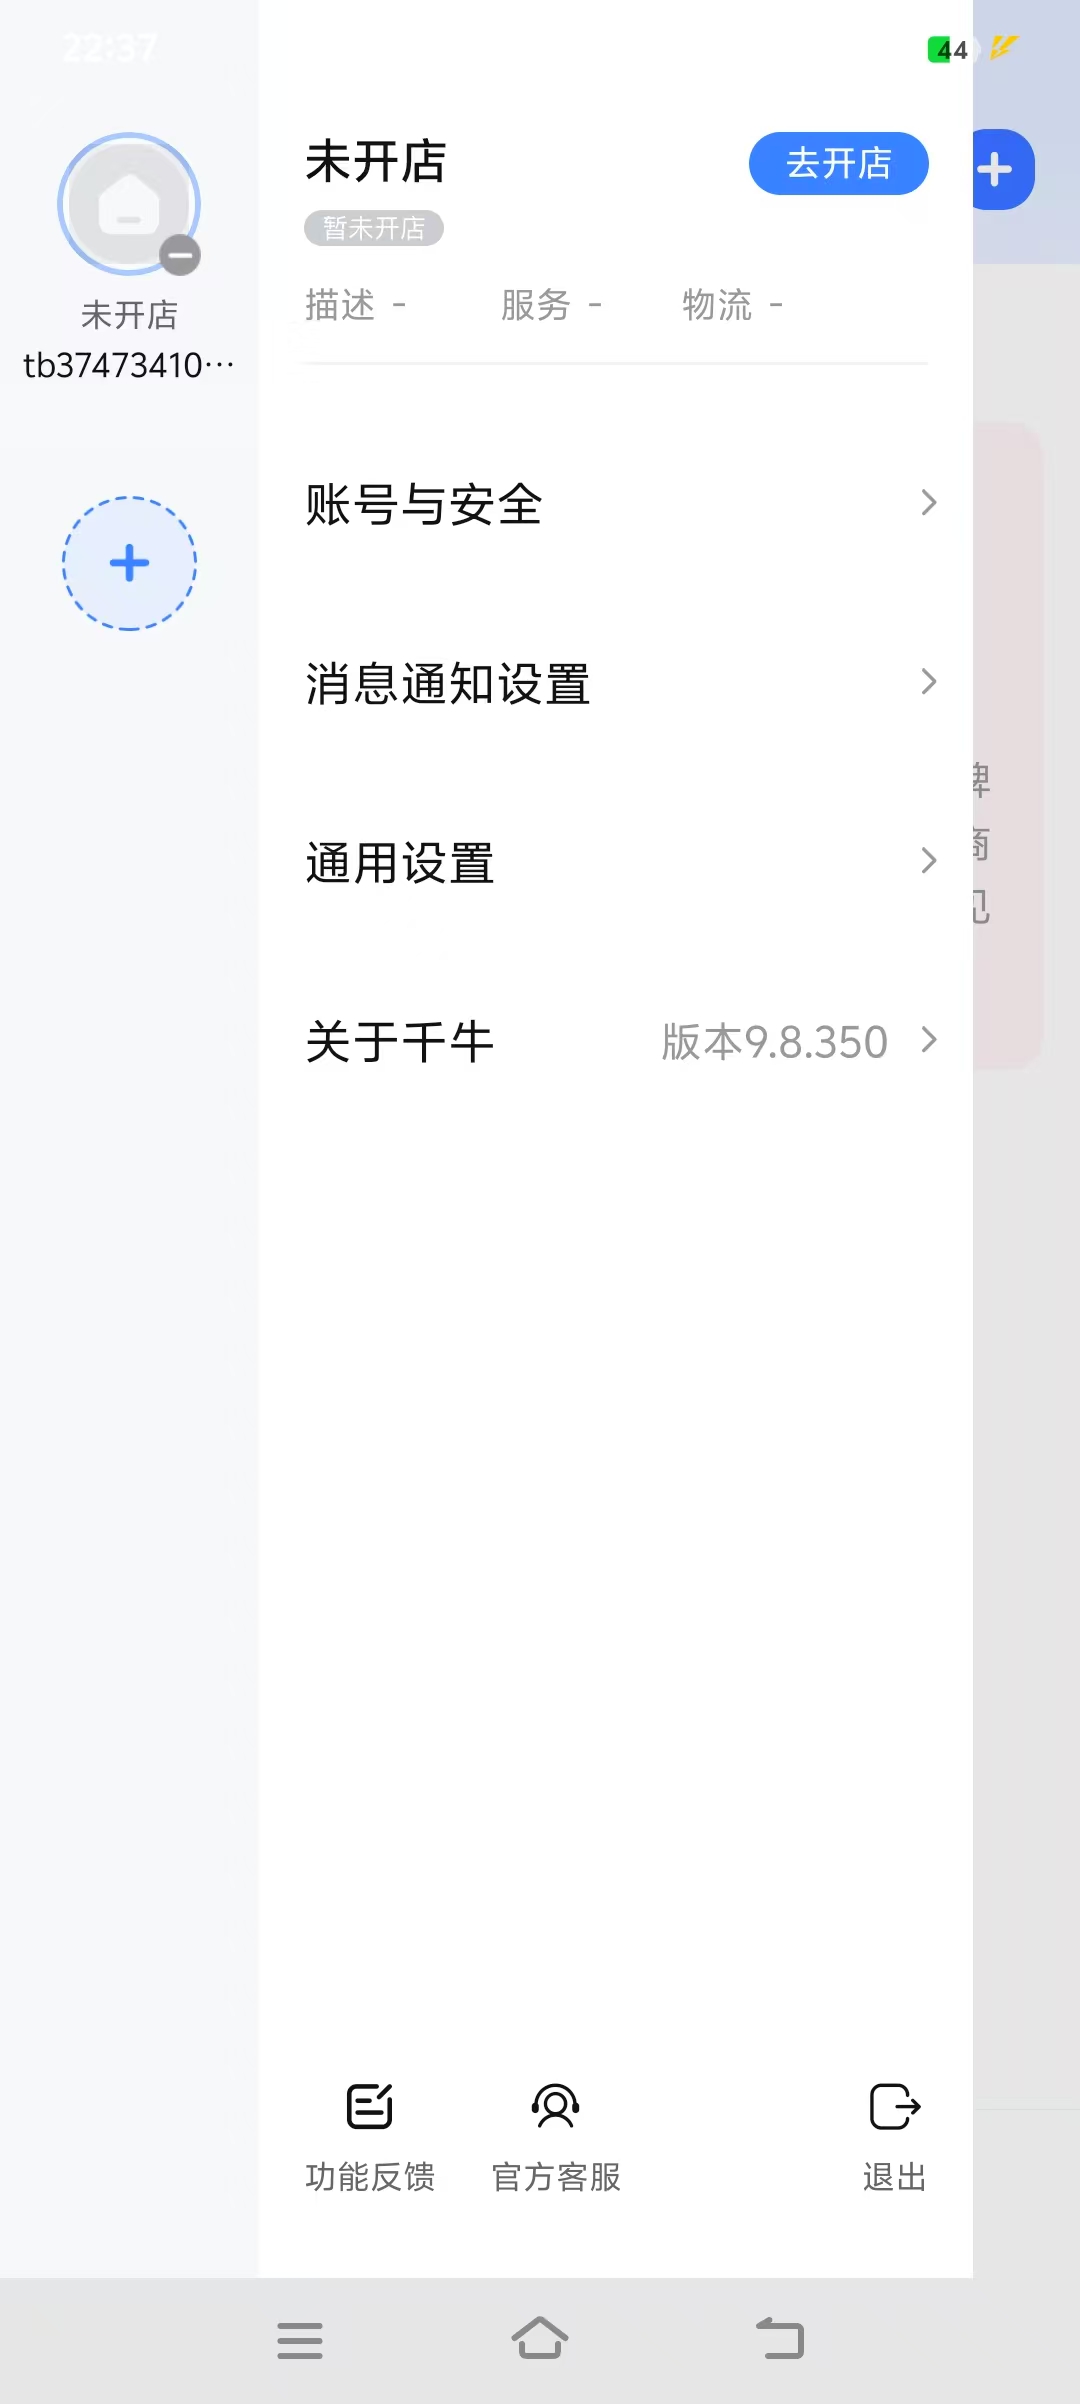 22:37
44
未开店
tb37473410…
未开店
去开店
暂未开店
描述 -
服务 -
物流 -
账号与安全
消息通知设置
通用设置
关于千牛
版本9.8.350
功能反馈
官方客服
退出